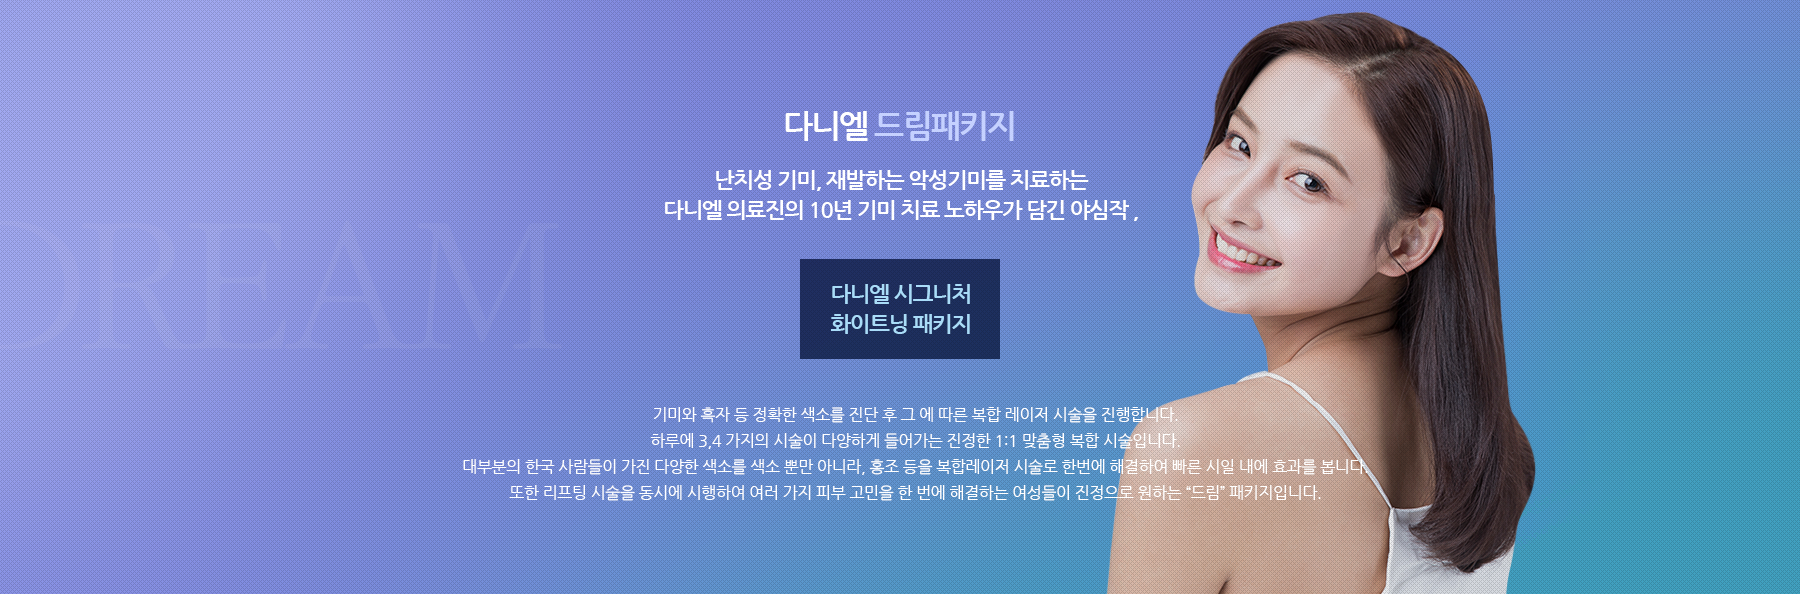 다니엘 드림패키지
난치성 기미, 재발하는 악성기미를 치료하는
다니엘 의료진의 10년 기미 치료 노하우가 담긴 야심작 ,
DREAM
다니엘 시그니처
화이트닝 패키지
기미와 흑자 등 정확한 색소를 진단 후 그 에 따른 복합 레이저 시술을 진행합니다.
하루에 3,4 가지의 시술이 다양하게 들어가는 진정한 1:1 맞춤형 복합 시술입니다.
대부분의 한국 사람들이 가진 다양한 색소를 색소 뿐만 아니라, 홍조 등을 복합레이저 시술로 한번에 해결하여 빠른 시일 내에 효과를 봅니다.
또한 리프팅 시술을 동시에 시행하여 여러 가지 피부 고민을 한 번에 해결하는 여성들이 진정으로 원하는 “드림” 패키지입니다.